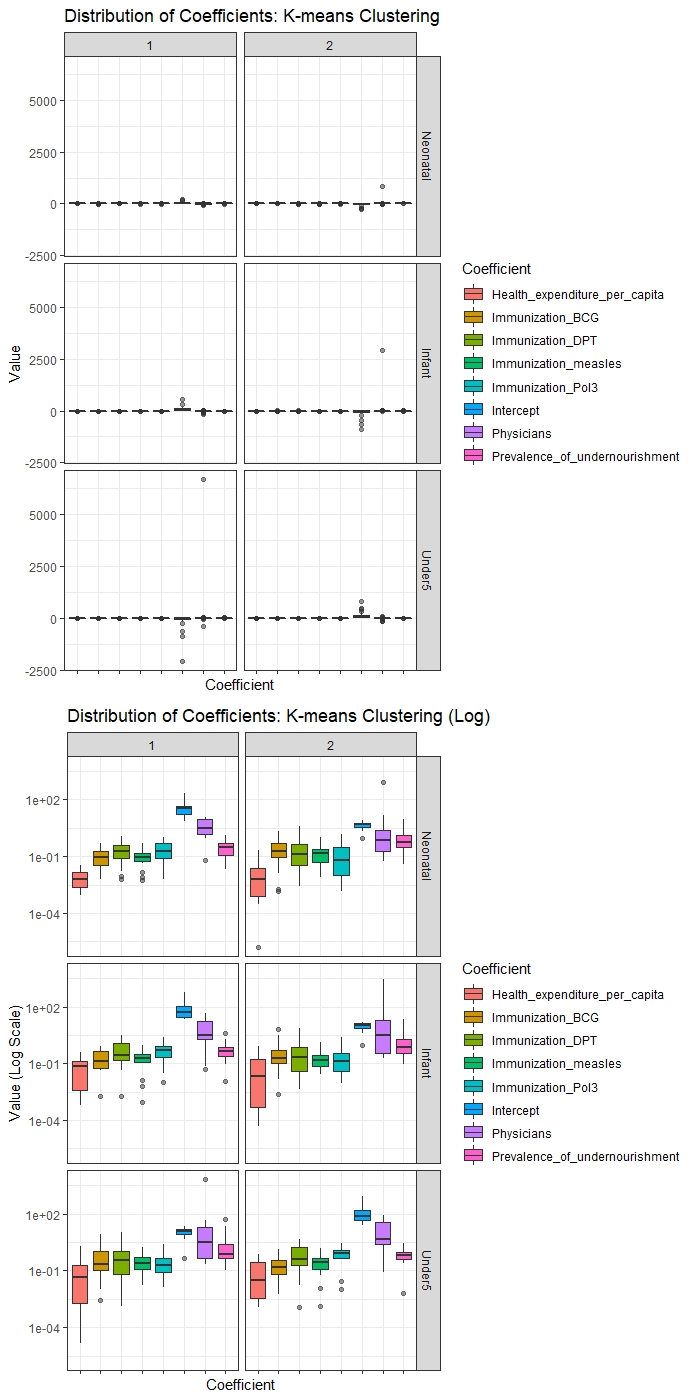 Distribution of Coefficients: K-means Clustering
1
2
5000
2500
0
-2500
Neonatal
5000
2500
0
-2500
Infant
5000
2500
0
-2500
Under5
Value
Coefficient
Coefficient
Health_expenditure_per_capita
Immunization_BCG
Immunization_DPT
Immunization_measles
Immunization_Pol3
Intercept
Physicians
Prevalence_of_undernourishment
Distribution of Coefficients: K-means Clustering (Log)
1
2
1e+02
1e-01
1e-04
Neonatal
1e+02
1e-01
1e-04
Infant
1e+02
1e-01
1e-04
Under5
Value (Log Scale)
Coefficient
Coefficient
Health_expenditure_per_capita
Immunization_BCG
Immunization_DPT
Immunization_measles
Immunization_Pol3
Intercept
Physicians
Prevalence_of_undernourishment